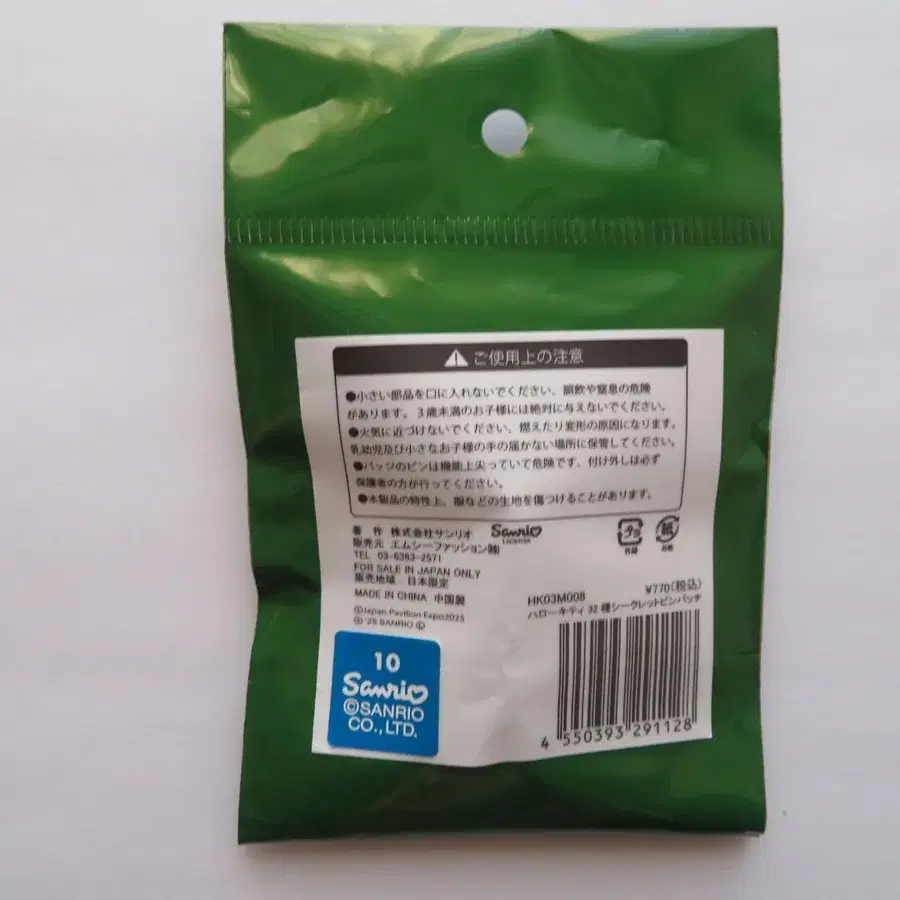 ⚠ ご使用上の注意
●小さい部品を口に入れないでください、誤飲や窒息の危険
があります。3歳未満のお子様には絶対に与えないでください。
●火気に近づけないでください、燃えたり変形の原因になります。
乳幼児及び小さなお子様の手の届かない場所に保管してください。
●バッジのピンは機能上尖っていて危険です、付け外しは必ず
保護者の方が行ってください。
●本製品の特性上、服などの生地を傷つけることがあります。
著 作 株式会社サンリオ
販売元 エムシーファッション㈱
TEL 03-6363-2571
FOR SALE IN JAPAN ONLY
販売地域 日本限定
MADE IN CHINA 中国製
©Japan Pavilion Expo2025
© '25 SANRIO ©
Sanrio
LICENSE
プラ
外装
紙
台紙
¥770(税込)
HK03M008
ハローキティ 32種シークレットピンバッチ
4 550393 291128
10
Sanrio
©SANRIO
CO.,LTD.